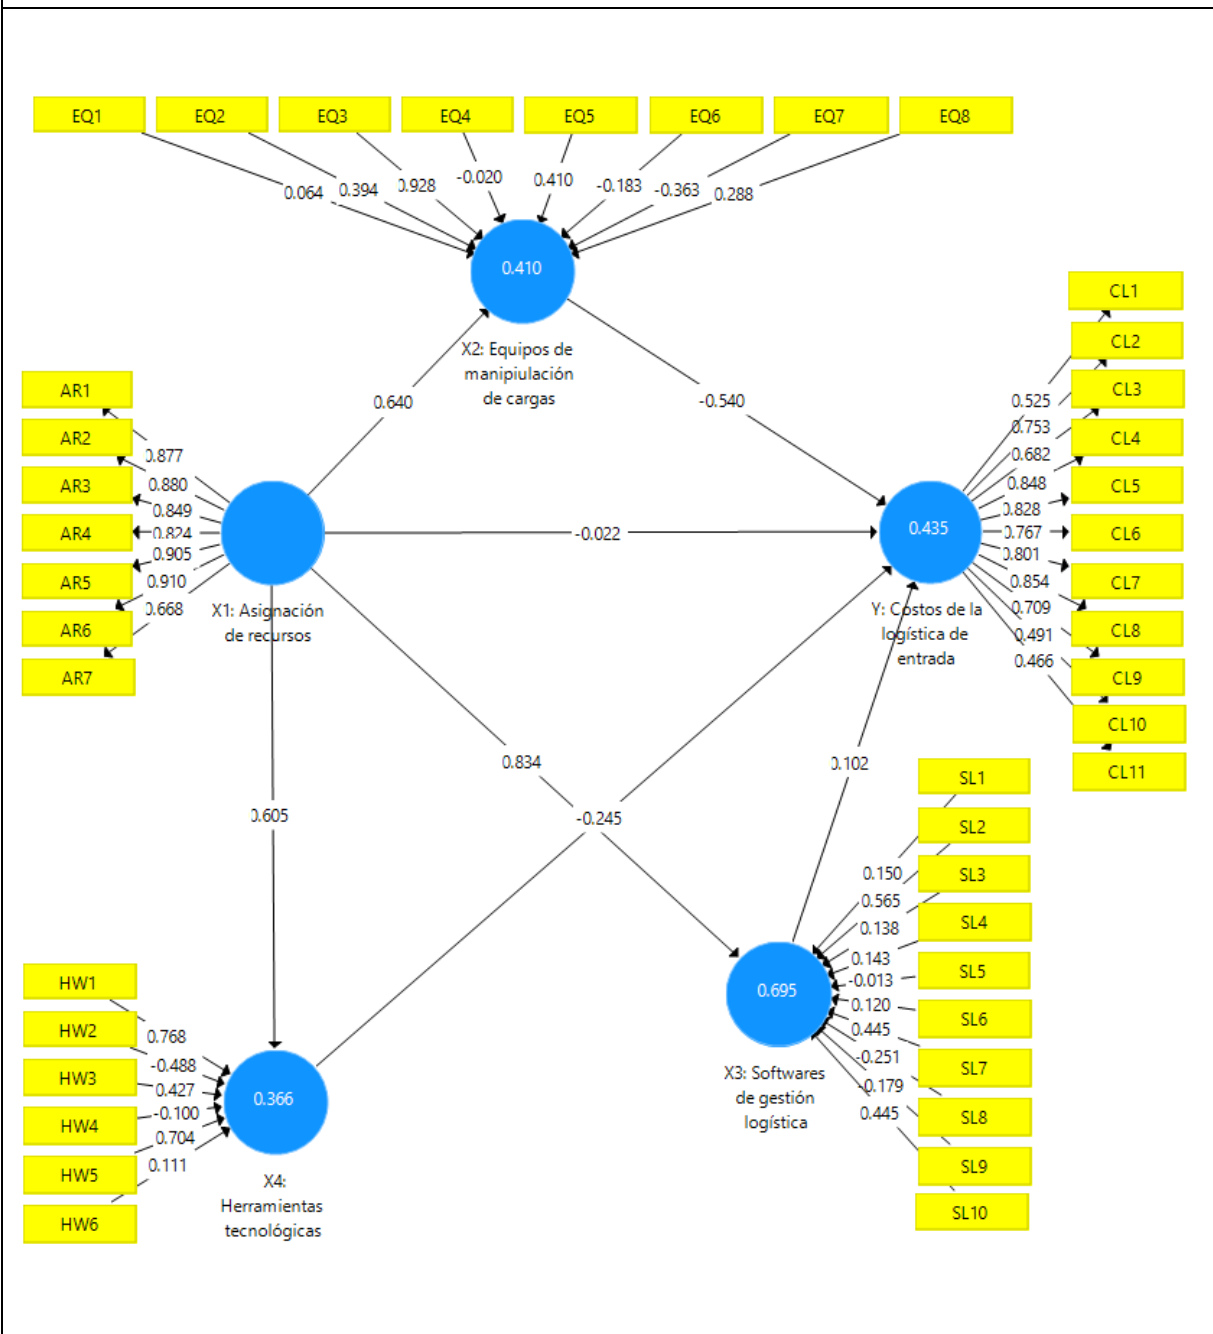 EQ1 EQ2 EQ3 EQ4 EQ5 EQ6 EQ7 EQ8
0.064 0.394 0.928 -0.020 0.410 -0.183 -0.363 0.288
0.410
X2: Equipos de
manipiulación
de cargas
0.640
-0.540
AR1
AR2
AR3
AR4
AR5
AR6
AR7
0.877
0.880
0.849
0.824
0.905
0.910
0.668
X1: Asignación
de recursos
-0.022
0.435
Y: Costos de la
logística de
entrada
CL1
CL2
CL3
CL4
CL5
CL6
CL7
CL8
CL9
CL10
CL11
0.525
0.753
0.682
0.848
0.828
0.767
0.801
0.854
0.709
0.491
0.466
0.834
0.102
0.605
-0.245
SL1
SL2
SL3
SL4
SL5
SL6
SL7
SL8
SL9
SL10
0.150
0.565
0.138
0.143
-0.013
0.120
0.445
-0.251
-0.179
0.445
0.695
X3: Softwares
de gestión
logística
HW1
HW2
HW3
HW4
HW5
HW6
0.768
-0.488
0.427
-0.100
0.704
0.111
0.366
X4:
Herramientas
tecnológicas